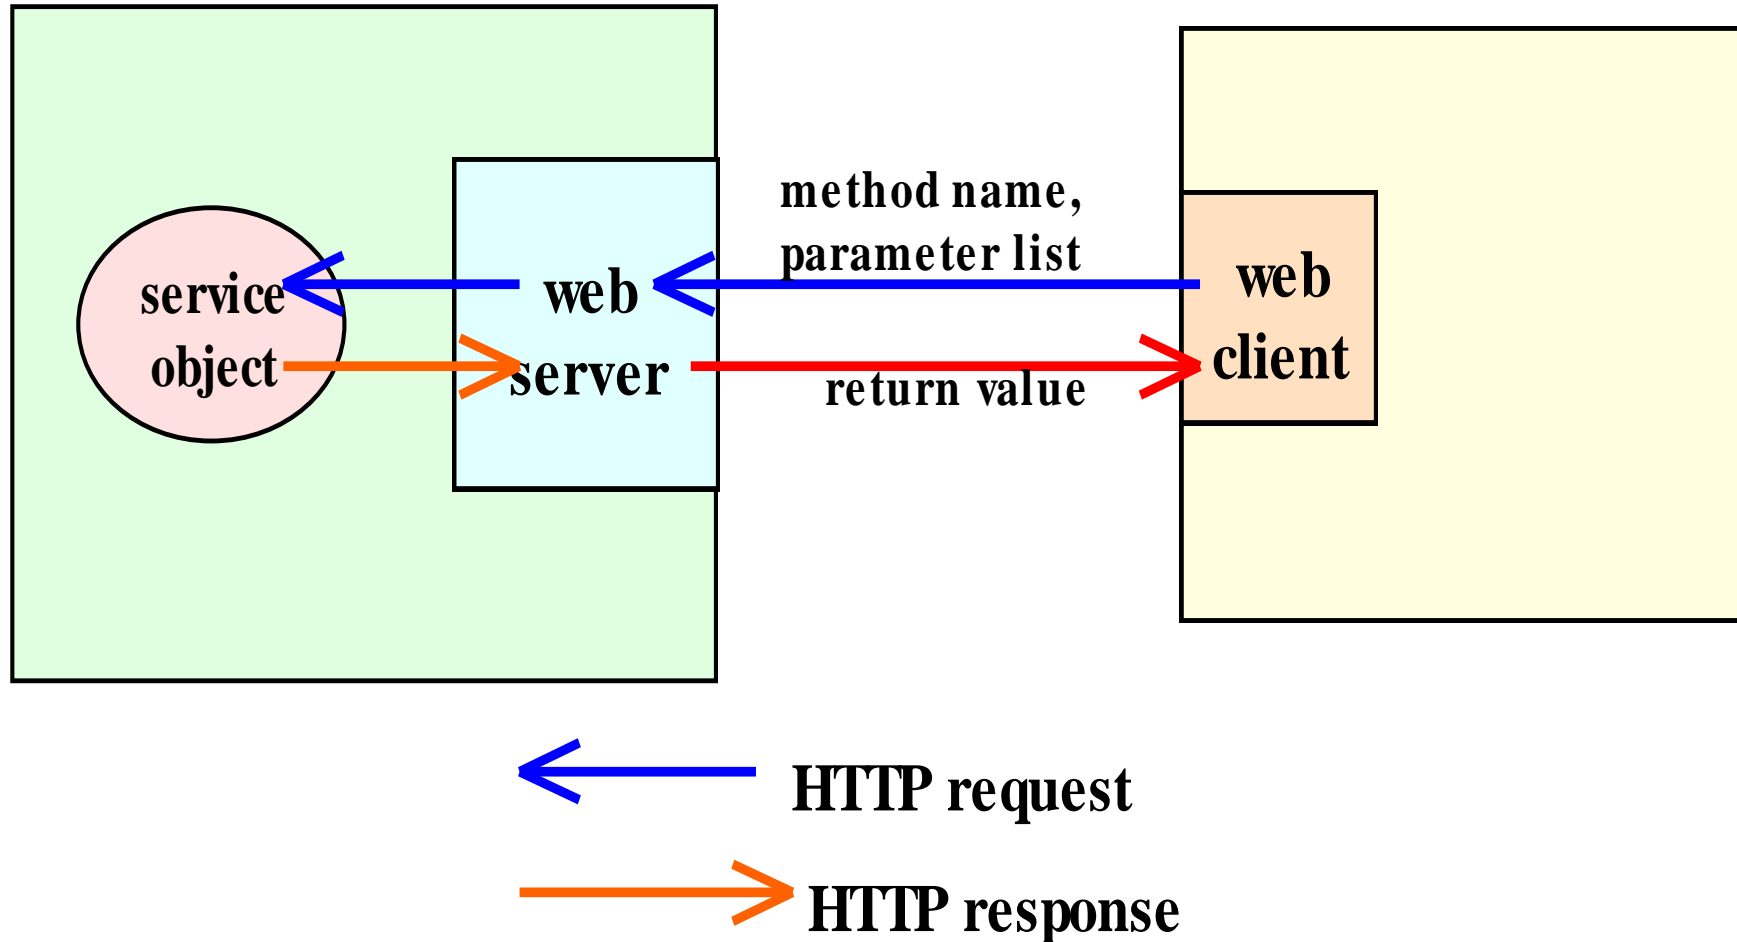 method name,
parameter list
service
object
web
server
web
client
return value
HTTP request
HTTP response